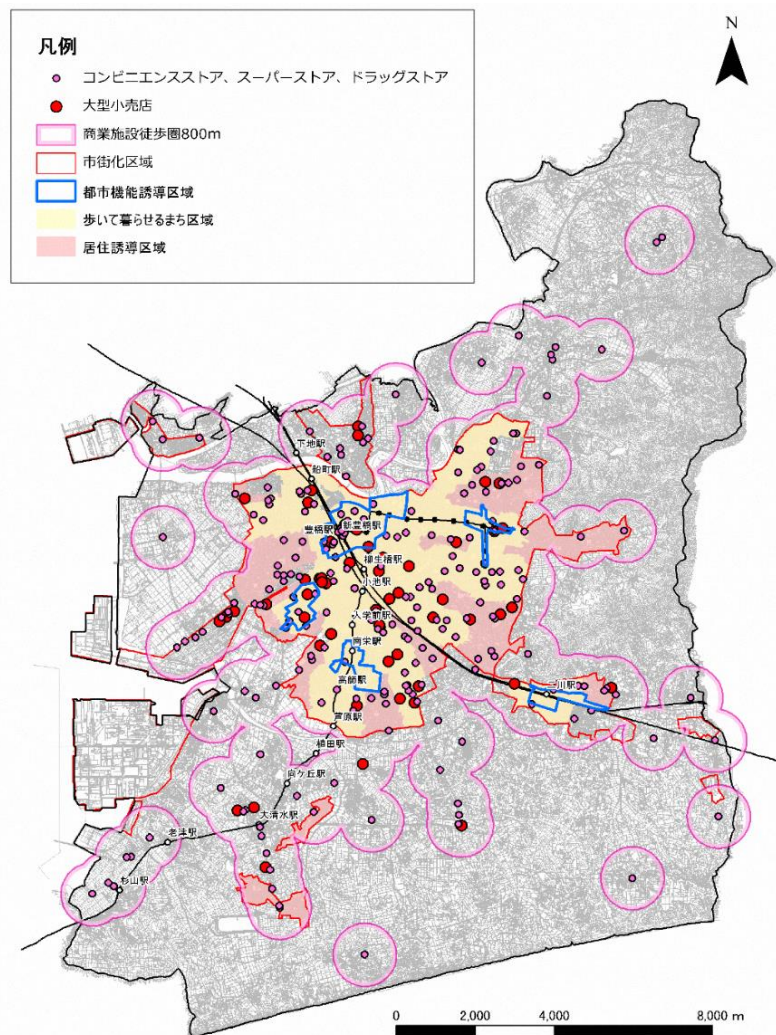 凡例
コンビニエンスストア、スーパーストア、ドラッグストア
大型小売店
商業施設徒歩圏800m
市街化区域
都市機能誘導区域
歩いて暮らせるまち区域
居住誘導区域
N
下地駅
船町駅
豊橋駅
新豊橋駅
柳生橋駅
小池駅
大学前駅
南栄駅
高師駅
二川駅
芦原駅
植田駅
向ケ丘駅
大清水駅
老津駅
杉山駅
0 2,000 4,000 8,000 m